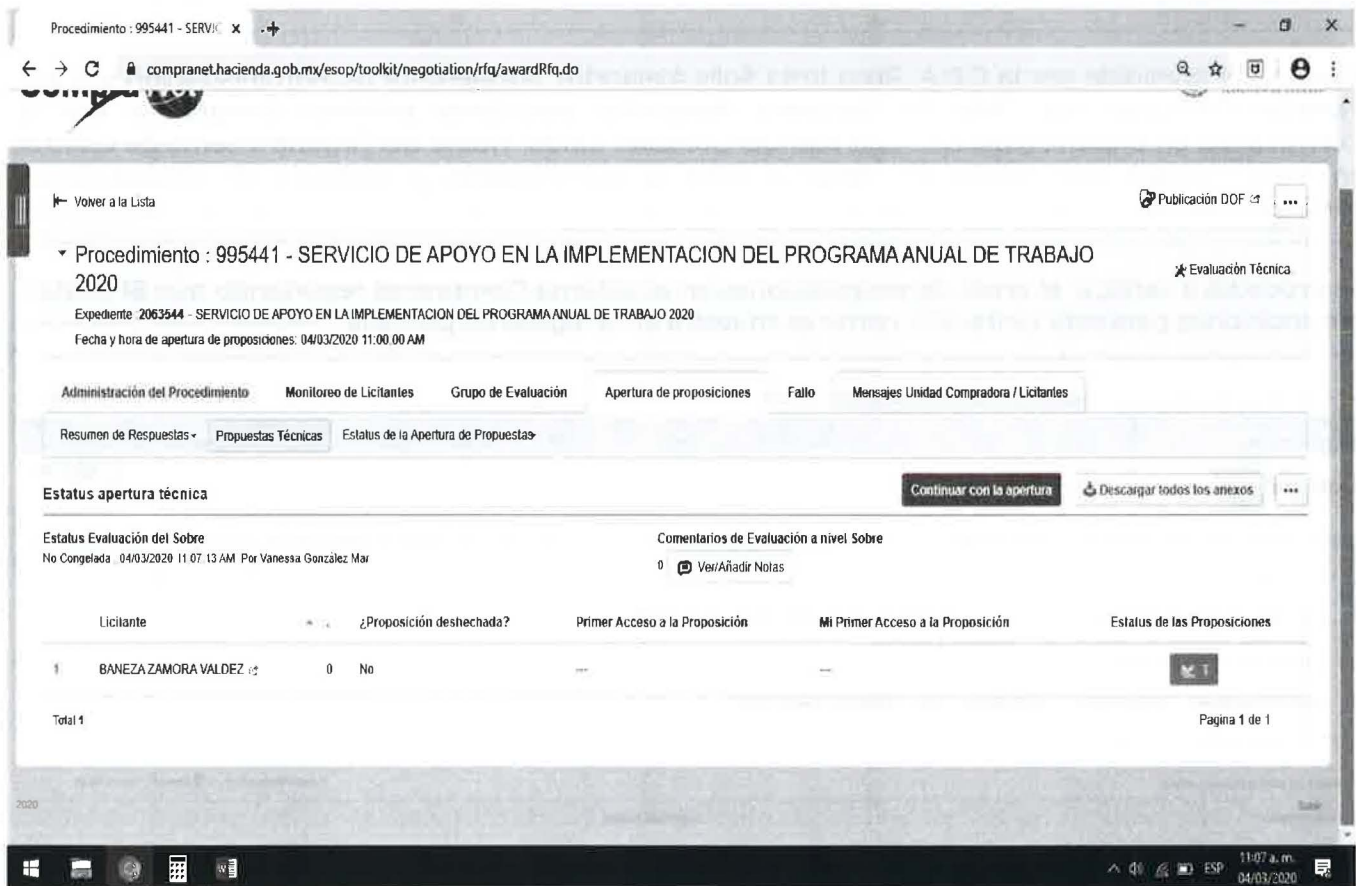 Procedimiento : 995441 - SERVIC
compranet.hacienda.gob.mx/esop/toolkit/negotiation/rfq/awardRfq.do
Volver a la Lista
Publicación DOF
Procedimiento : 995441 - SERVICIO DE APOYO EN LA IMPLEMENTACION DEL PROGRAMA ANUAL DE TRABAJO
2020
Evaluación Técnica
Expediente 2063544 - SERVICIO DE APOYO EN LA IMPLEMENTACION DEL PROGRAMA ANUAL DE TRABAJO 2020
Fecha y hora de apertura de proposiciones: 04/03/2020 11:00.00 AM
Administración del Procedimiento Monitoreo de Licitantes Grupo de Evaluación Apertura de proposiciones Fallo Mensajes Unidad Compradora / Licitantes
Resumen de Respuestas Propuestas Técnicas Estatus de la Apertura de Propuestas
Estatus apertura técnica Continuar con la apertura Descargar todos los anexos
Estatus Evaluación del Sobre Comentarios de Evaluación a nivel Sobre
No Congelada , 04/03/2020 11 07 13 AM Por Vanessa González Mar
0 Ver/Añadir Notas
Licitante ¿Proposición deshechada? Primer Acceso a la Proposición Mi Primer Acceso a la Proposición Estatus de las Proposiciones
1 BANEZA ZAMORA VALDEZ 0 No --- --- T
Total 1 Pagina 1 de 1
2020
ESP 11:07 a. m.
04/03/2020